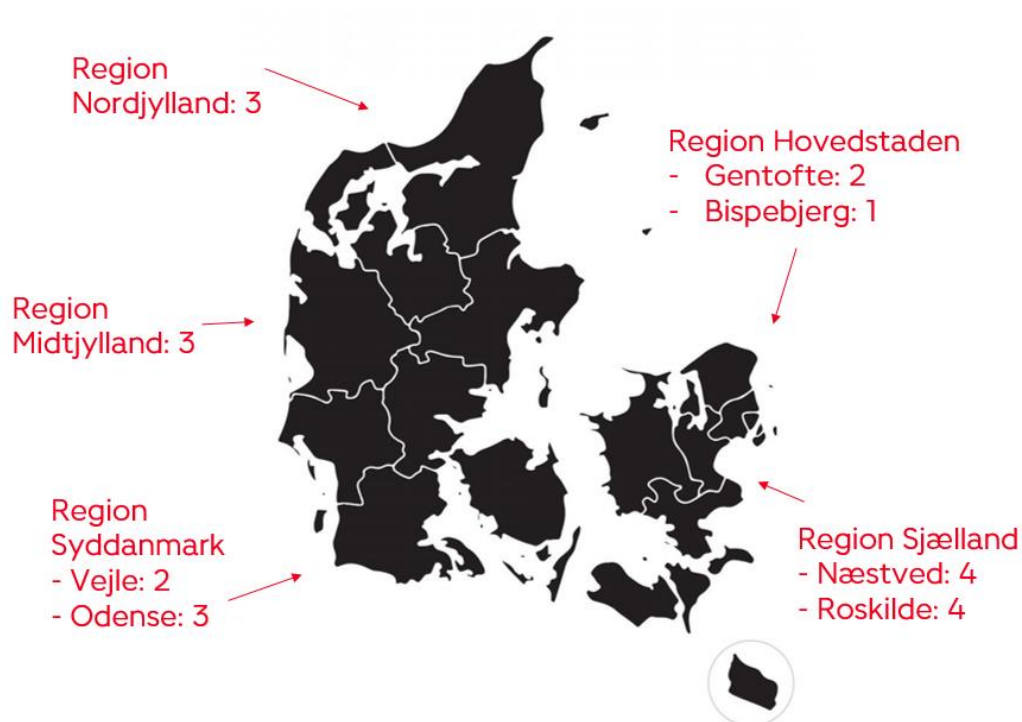 Region
Nordjylland: 3
Region Hovedstaden
- Gentofte: 2
- Bispebjerg: 1
Region
Midtjylland: 3
Region
Syddanmark
- Vejle: 2
- Odense: 3
Region Sjælland
- Næstved: 4
- Roskilde: 4